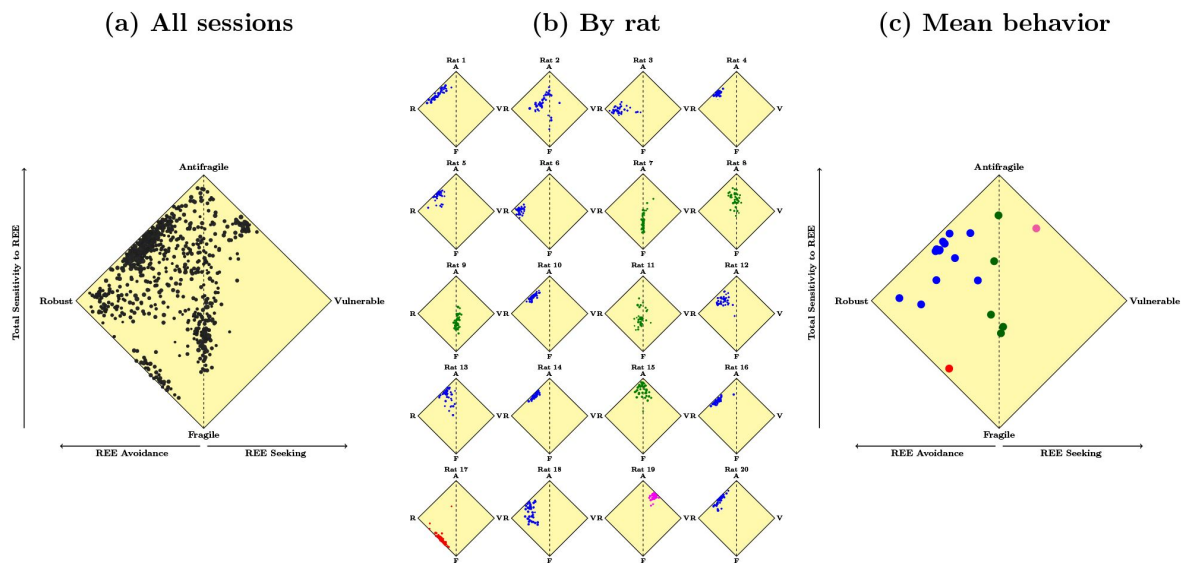 (a) All sessions
(b) By rat
(c) Mean behavior
Total Sensitivity to REE
Antifragile
Robust
Fragile
REE Avoidance
REE Seeking
Rat 1
A
R
V
F
Rat 2
A
R
V
F
Rat 3
A
R
V
F
Rat 4
A
R
V
F
Rat 5
A
R
V
F
Rat 6
A
R
V
F
Rat 7
A
R
V
F
Rat 8
A
R
V
F
Rat 9
A
R
V
F
Rat 10
A
R
V
F
Rat 11
A
R
V
F
Rat 12
A
R
V
F
Rat 13
A
R
V
F
Rat 14
A
R
V
F
Rat 15
A
R
V
F
Rat 16
A
R
V
F
Rat 17
A
R
V
F
Rat 18
A
R
V
F
Rat 19
A
R
V
F
Rat 20
A
R
V
F
Vulnerable
Total Sensitivity to REE
Antifragile
Robust
Vulnerable
Fragile
REE Avoidance
REE Seeking